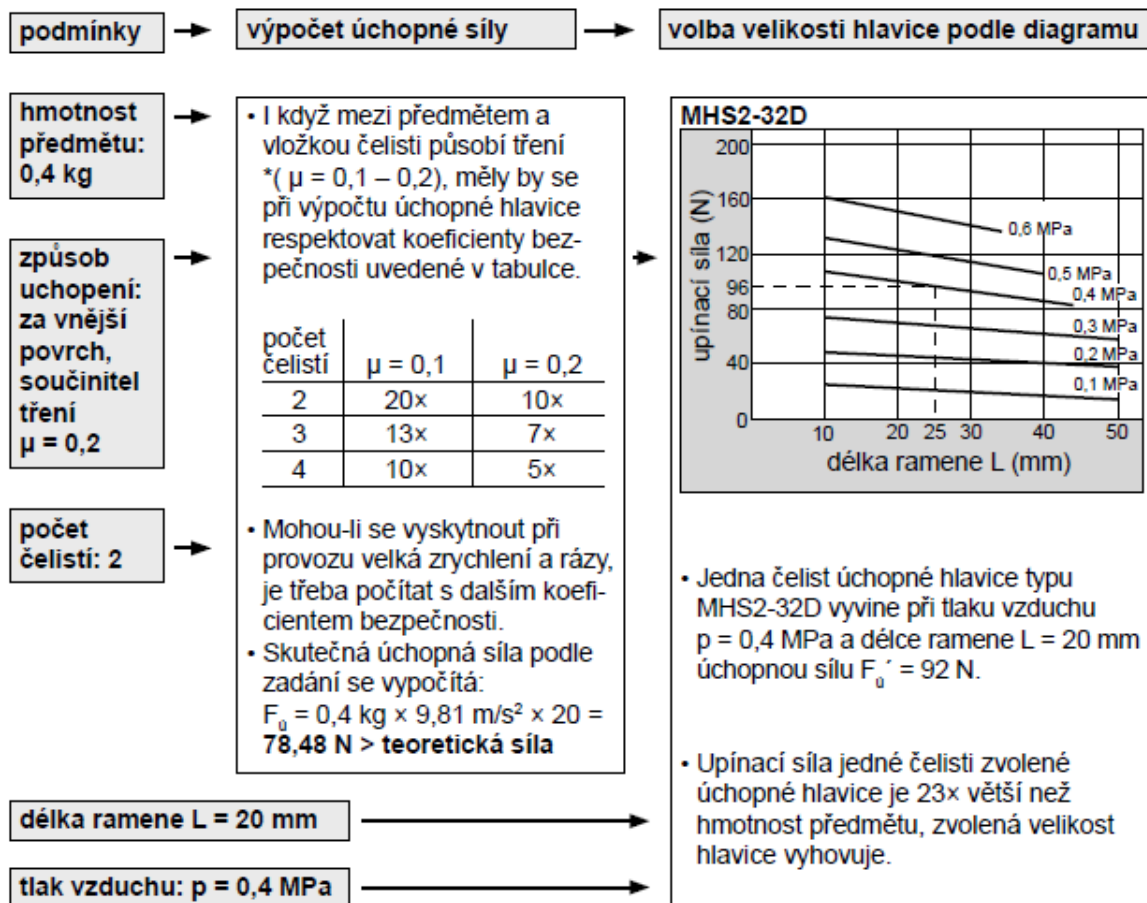 podmínky
výpočet úchopné síly
volba velikosti hlavice podle diagramu
hmotnost
předmětu:
0,4 kg
způsob
uchopení:
za vnější
povrch,
součinitel
tření
μ = 0,2
počet
čelistí: 2
• I když mezi předmětem a
vložkou čelisti působí tření
*( μ = 0,1 – 0,2), měly by se
při výpočtu úchopné hlavice
respektovat koeficienty bez-
pečnosti uvedené v tabulce.
počet
čelistí μ = 0,1 μ = 0,2
2 20× 10×
3 13× 7×
4 10× 5×
• Mohou-li se vyskytnout při
provozu velká zrychlení a rázy,
je třeba počítat s dalším koefi-
cientem bezpečnosti.
• Skutečná úchopná síla podle
zadání se vypočítá:
Fú = 0,4 kg × 9,81 m/s² × 20 =
78,48 N > teoretická síla
MHS2-32D
upínací síla (N)
200
160
120
96
80
40
0
0,6 MPa
0,5 MPa
0,4 MPa
0,3 MPa
0,2 MPa
0,1 MPa
10 20 25 30 40 50
délka ramene L (mm)
• Jedna čelist úchopné hlavice typu
MHS2-32D vyvine při tlaku vzduchu
p = 0,4 MPa a délce ramene L = 20 mm
úchopnou sílu Fú´ = 92 N.
• Upínací síla jedné čelisti zvolené
úchopné hlavice je 23× větší než
hmotnost předmětu, zvolená velikost
hlavice vyhovuje.
délka ramene L = 20 mm
tlak vzduchu: p = 0,4 MPa